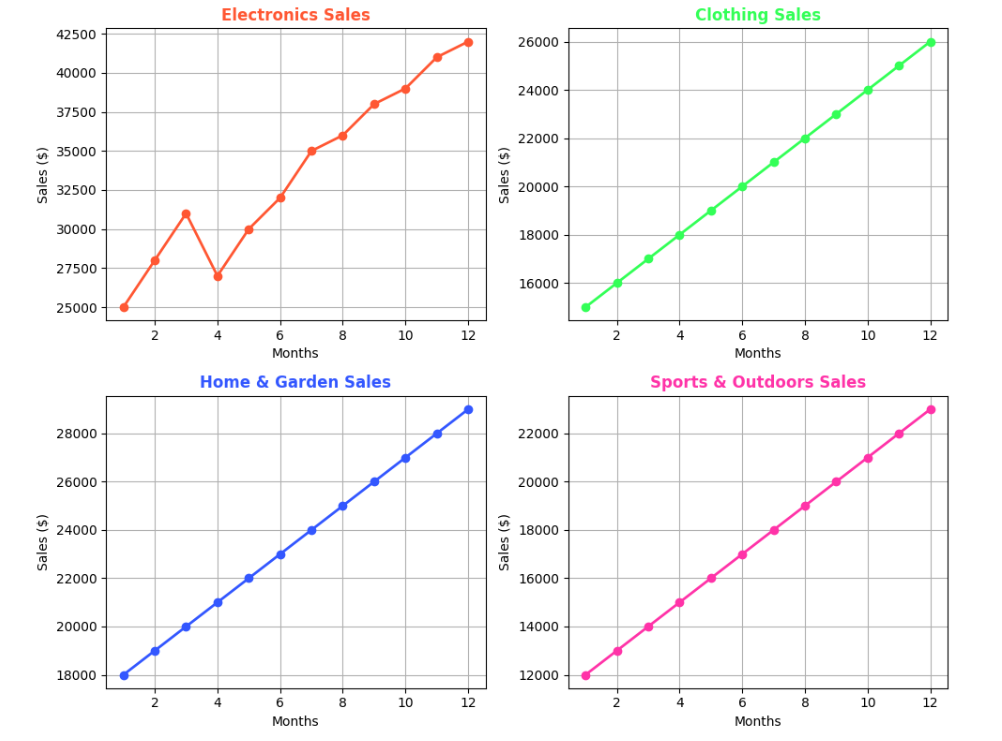 Electronics Sales
42500
40000
37500
35000
32500
30000
27500
25000
Sales ($)
2 4 6 8 10 12
Months
Clothing Sales
26000
24000
22000
20000
18000
16000
Sales ($)
2 4 6 8 10 12
Months
Home & Garden Sales
28000
26000
24000
22000
20000
18000
Sales ($)
2 4 6 8 10 12
Months
Sports & Outdoors Sales
22000
20000
18000
16000
14000
12000
Sales ($)
2 4 6 8 10 12
Months